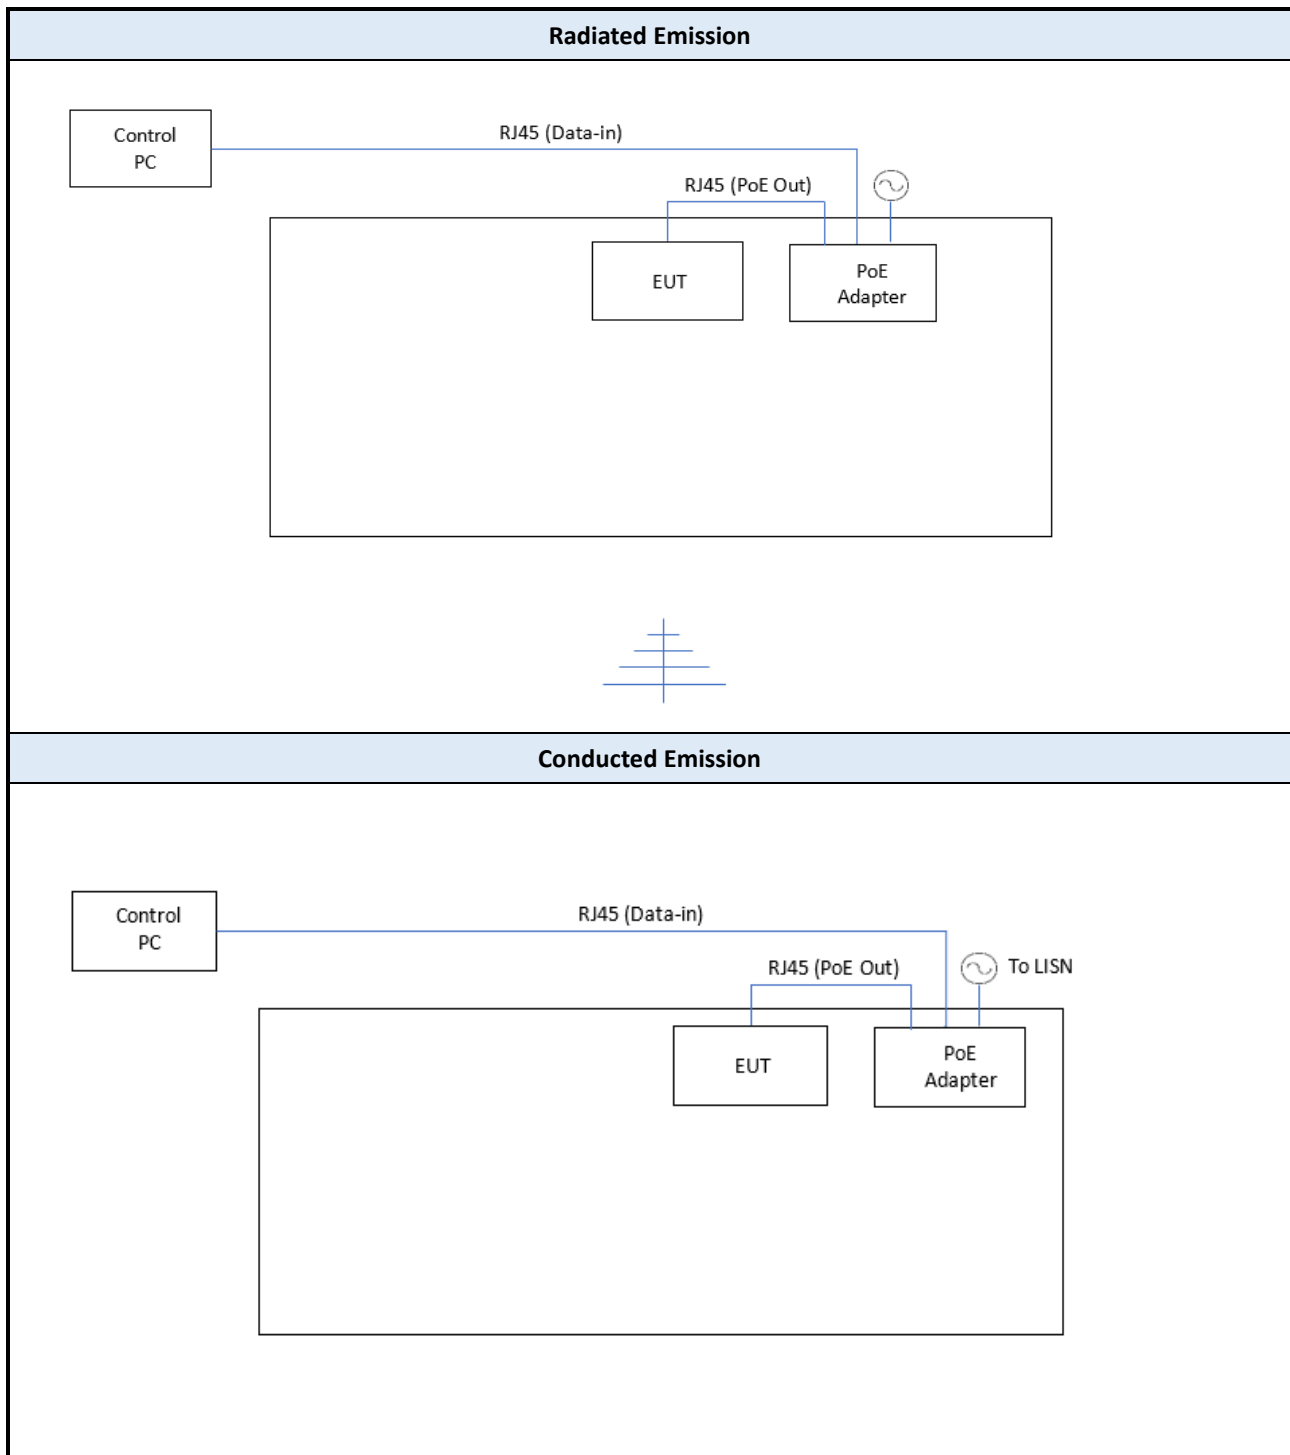 Radiated Emission
Control
PC
RJ45 (Data-in)
RJ45 (PoE Out)
EUT
PoE
Adapter
Conducted Emission
Control
PC
RJ45 (Data-in)
RJ45 (PoE Out)
To LISN
EUT
PoE
Adapter